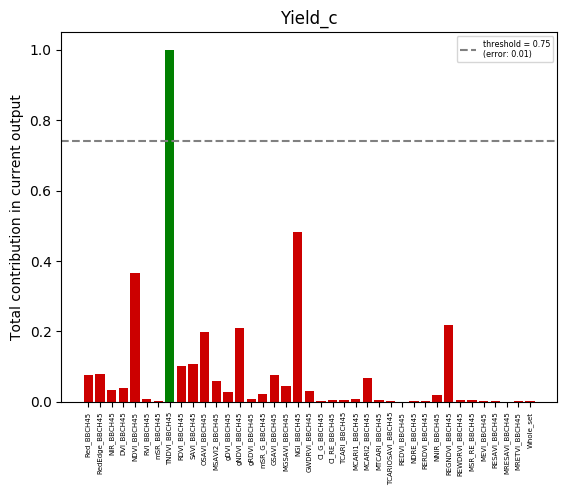 Yield_c
Total contribution in current output
1.0
0.8
0.6
0.4
0.2
0.0
threshold = 0.75
(error: 0.01)
Red_BBCH45
RedEdge_BBCH45
NIR_BBCH45
DVI_BBCH45
NDVI_BBCH45
RVI_BBCH45
mSR_BBCH45
TNDVI_BBCH45
RDVI_BBCH45
SAVI_BBCH45
OSAVI_BBCH45
MSAVI2_BBCH45
gDVI_BBCH45
gNDVI_BBCH45
gRDVI_BBCH45
mSR_G_BBCH45
GSAVI_BBCH45
MGSAVI_BBCH45
NGI_BBCH45
GWDRVI_BBCH45
CI_G_BBCH45
CI_RE_BBCH45
TCARI_BBCH45
MCARI1_BBCH45
MCARI2_BBCH45
MTCARI_BBCH45
TCARIOSAVI_BBCH45
REDVI_BBCH45
NDRE_BBCH45
RERDVI_BBCH45
NNIR_BBCH45
REGNDVI_BBCH45
REWDRVI_BBCH45
MSR_RE_BBCH45
MEVI_BBCH45
RESAVI_BBCH45
MRESAVI_BBCH45
MRETVI_BBCH45
Whole_set